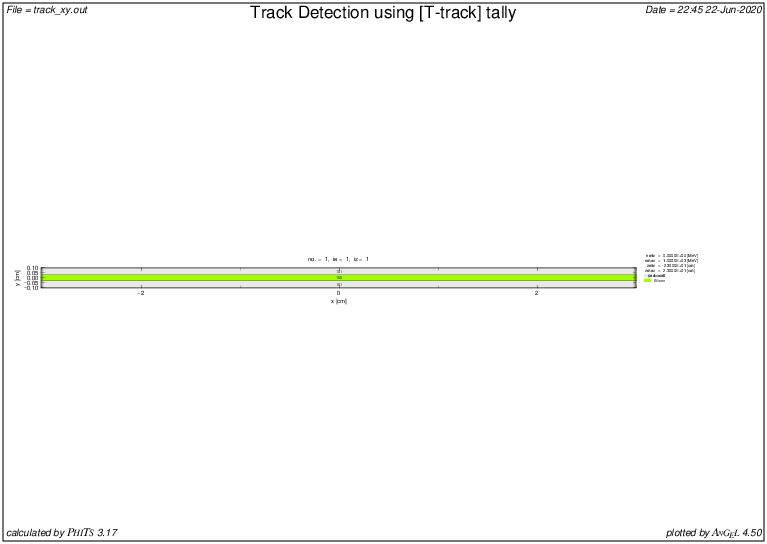 File = track_xy.out
Track Detection using [T-track] tally
Date = 22:45 22-Jun-2020
no. = 1, ie = 1, iz = 1
y [cm]
0.10
0.05
0.00
−0.05
−0.10
−2
0
2
x [cm]
calculated by PHITS 3.17
plotted by ANGEL 4.50